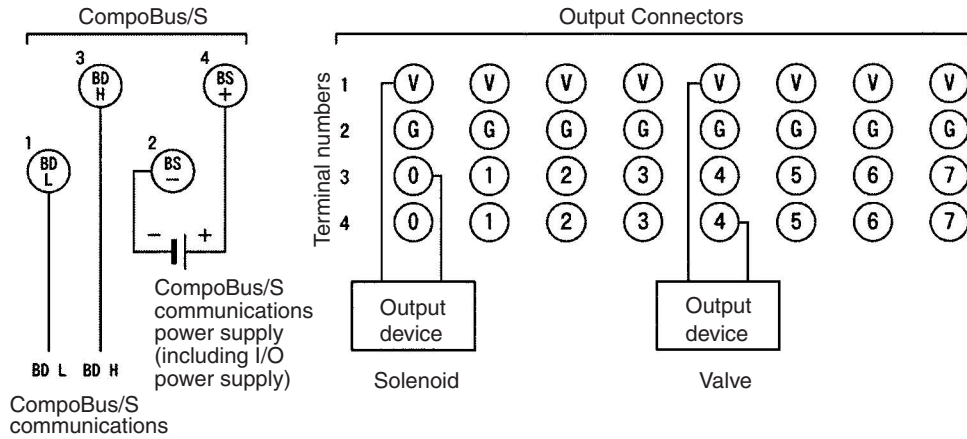 CompoBus/S
3
BD
H
4
BS
+
1
BD
L
2
BS
−
− +
CompoBus/S
communications
power supply
(including I/O
power supply)
BD L BD H
CompoBus/S
communications
Output Connectors
Terminal numbers
1 V V V V V V V V
2 G G G G G G G G
3 0 1 2 3 4 5 6 7
4 0 1 2 3 4 5 6 7
Output
device
Solenoid
Output
device
Valve